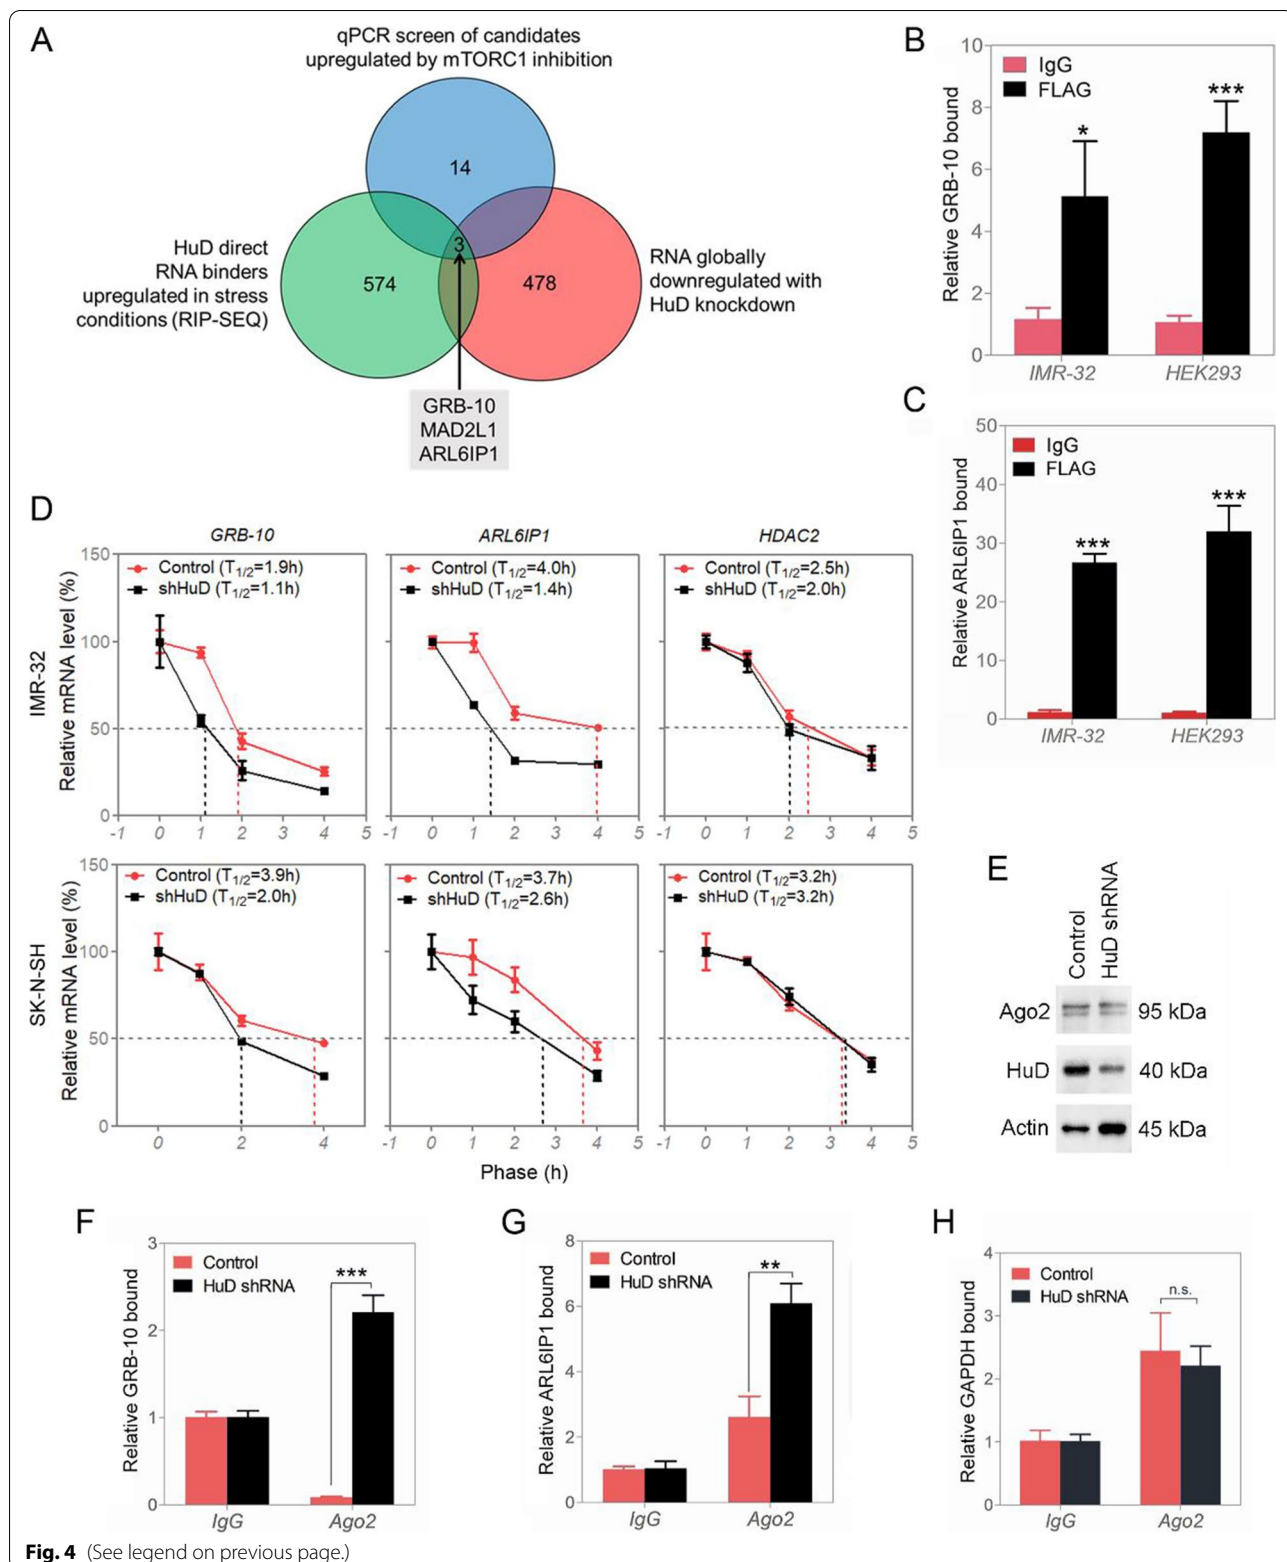 A
qPCR screen of candidates
upregulated by mTORC1 inhibition
14
3
574
478
HuD direct
RNA binders
upregulated in stress
conditions (RIP-SEQ)
RNA globally
downregulated with
HuD knockdown
GRB-10
MAD2L1
ARL6IP1
B
Relative GRB-10 bound
10
8
6
4
2
0
IgG
FLAG
*
***
IMR-32
HEK293
C
Relative ARL6IP1 bound
50
40
30
20
10
0
IgG
FLAG
***
***
IMR-32
HEK293
D
IMR-32
Relative mRNA level (%)
GRB-10
150
100
50
0
Control (T1/2=1.9h)
shHuD (T1/2=1.1h)
-1 0 1 2 3 4 5
ARL6IP1
Control (T1/2=4.0h)
shHuD (T1/2=1.4h)
-1 0 1 2 3 4 5
HDAC2
Control (T1/2=2.5h)
shHuD (T1/2=2.0h)
-1 0 1 2 3 4 5
SK-N-SH
Relative mRNA level (%)
150
100
50
0
Control (T1/2=3.9h)
shHuD (T1/2=2.0h)
0 2 4
Control (T1/2=3.7h)
shHuD (T1/2=2.6h)
-1 0 1 2 3 4 5
Control (T1/2=3.2h)
shHuD (T1/2=3.2h)
-1 0 1 2 3 4 5
Phase (h)
E
Control
HuD shRNA
Ago2 95 kDa
HuD 40 kDa
Actin 45 kDa
F
Relative GRB-10 bound
3
2
1
0
Control
HuD shRNA
***
IgG
Ago2
G
Relative ARL6IP1 bound
8
6
4
2
0
Control
HuD shRNA
**
IgG
Ago2
H
Relative GAPDH bound
4
3
2
1
0
Control
HuD shRNA
n.s.
IgG
Ago2
Fig. 4 (See legend on previous page.)